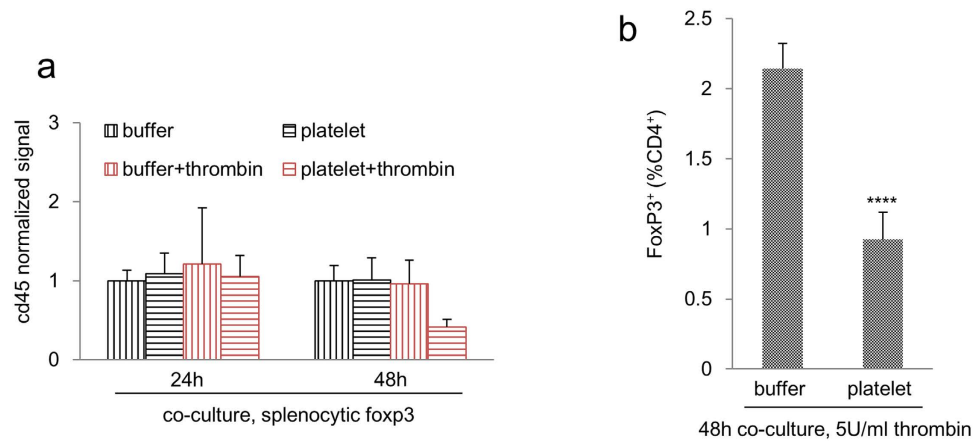 a
cd45 normalized signal
3
2
1
0
buffer
platelet
buffer+thrombin
platelet+thrombin
24h
48h
co-culture, splenocytic foxp3
b
FoxP3⁺ (%CD4⁺)
2.5
2
1.5
1
0.5
0
****
buffer
platelet
48h co-culture, 5U/ml thrombin